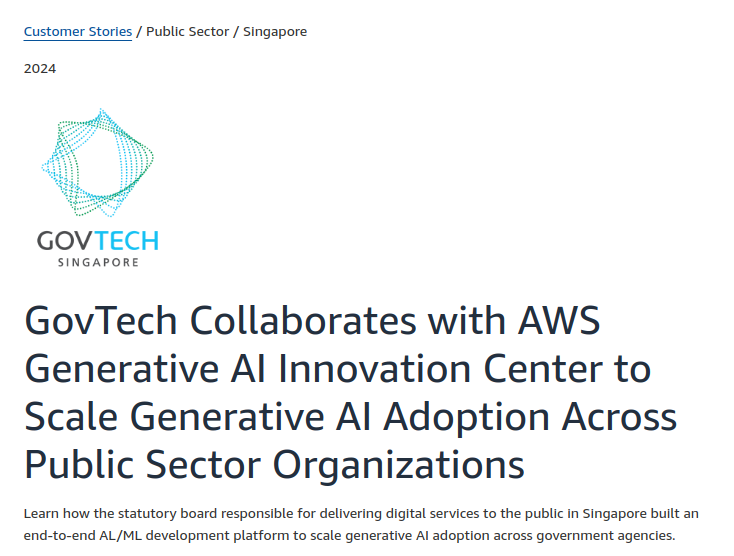 Customer Stories / Public Sector / Singapore
2024
GOVTECH
SINGAPORE
GovTech Collaborates with AWS
Generative AI Innovation Center to
Scale Generative AI Adoption Across
Public Sector Organizations
Learn how the statutory board responsible for delivering digital services to the public in Singapore built an
end-to-end AL/ML development platform to scale generative AI adoption across government agencies.